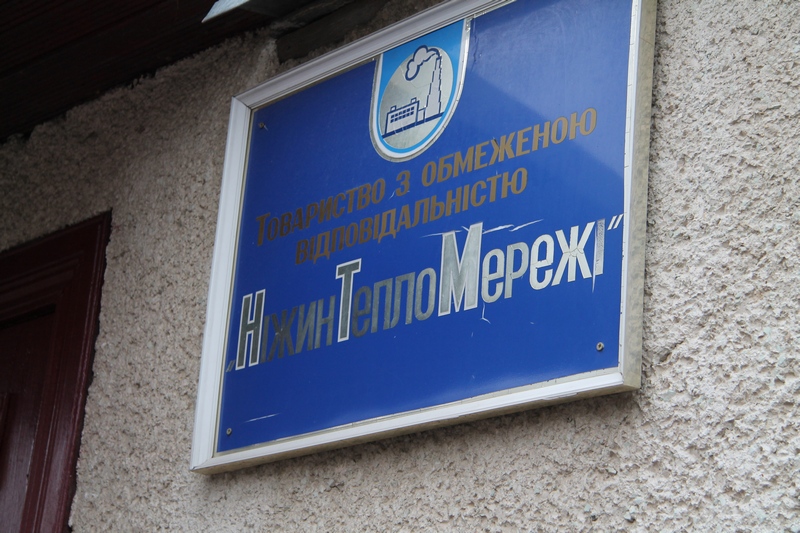 Товариство з обмеженою
відповідальністю
„НіжинТеплоМережі”